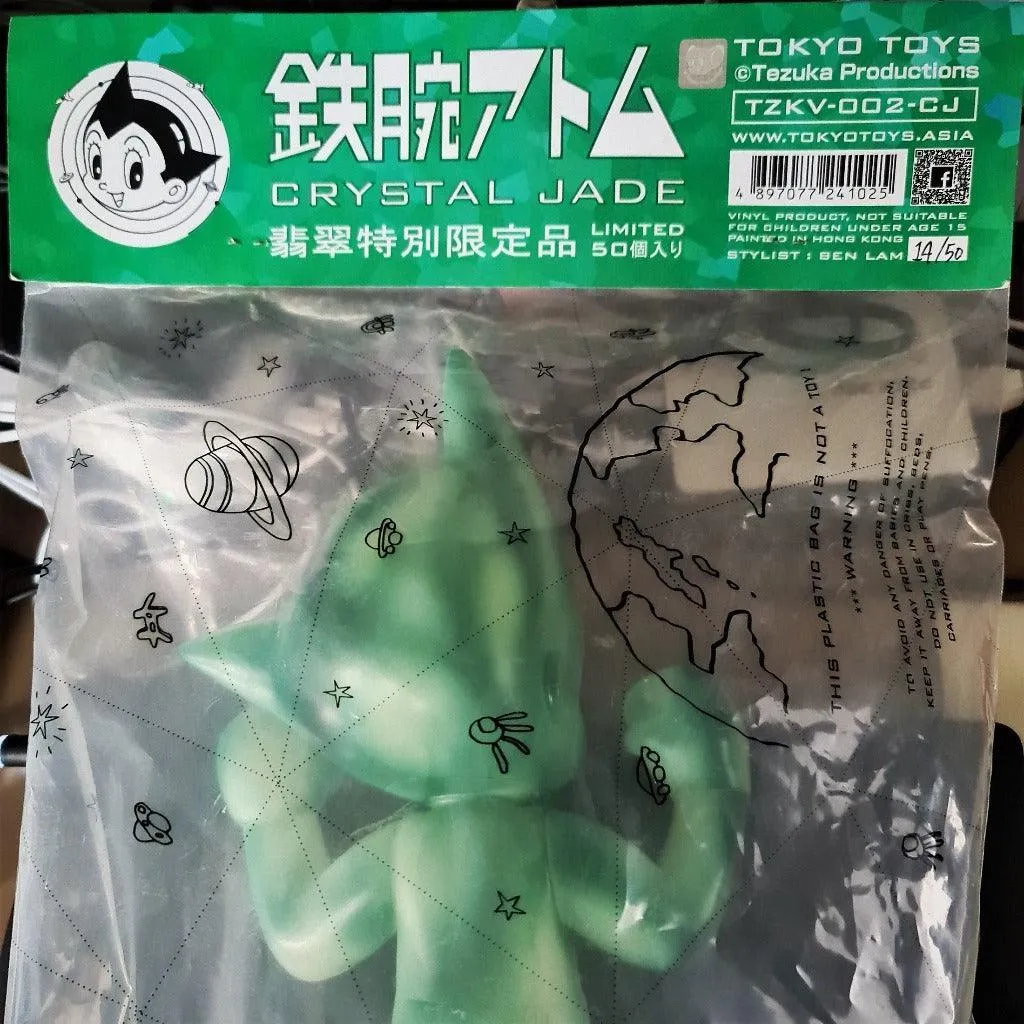 鉄腕アトム
CRYSTAL JADE
翡翠特別限定品 LIMITED 50個入り
TOKYO TOYS
©Tezuka Productions
TZKV-002-CJ
WWW.TOKYOTOYS.ASIA
4 897077 241025
VINYL PRODUCT, NOT SUITABLE
FOR CHILDREN UNDER AGE 15
PAINTED IN HONG KONG
STYLIST : BEN LAM 14/50
THIS PLASTIC BAG IS NOT A TOY!
*** WARNING ***
TO AVOID ANY DANGER OF SUFFOCATION,
KEEP IT AWAY FROM BABIES AND CHILDREN.
DO NOT USE IN CRIBS, BEDS,
CARRIAGES OR PLAY PENS.